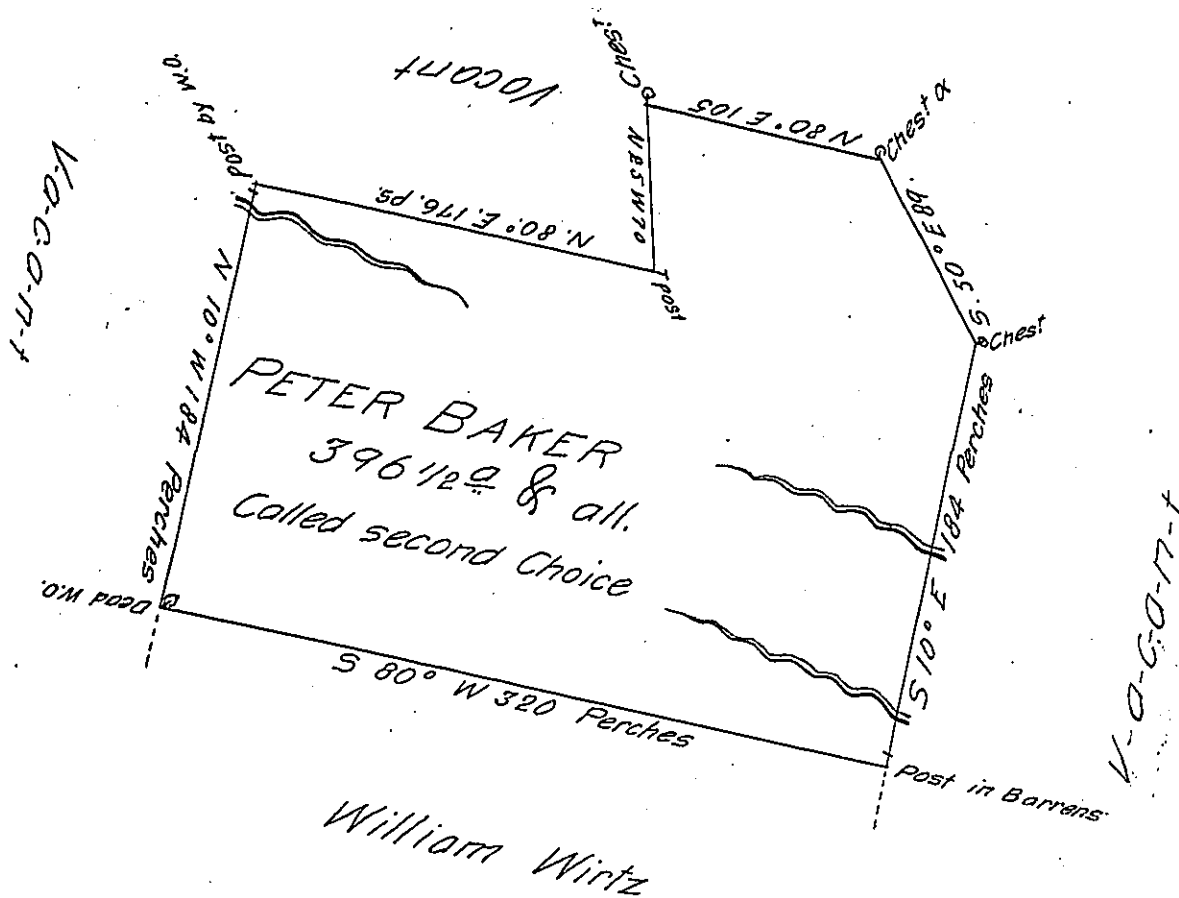 Vacant
Chest.
Post by W.O.
V-a-c-a-n-t
N 80° E 105
Chest α
N 25 W 70
N. 80° E. 176. ps.
post
S. 50° E 89.
Chest
N 10° W 184 Perches
PETER BAKER
396 1/2 a & all.
Called second Choice
S 10° E 184 Perches
V-a-c-a-n-t
Dead W.O.
S 80° W 320 Perches
Post in Barrens
William Wirtz